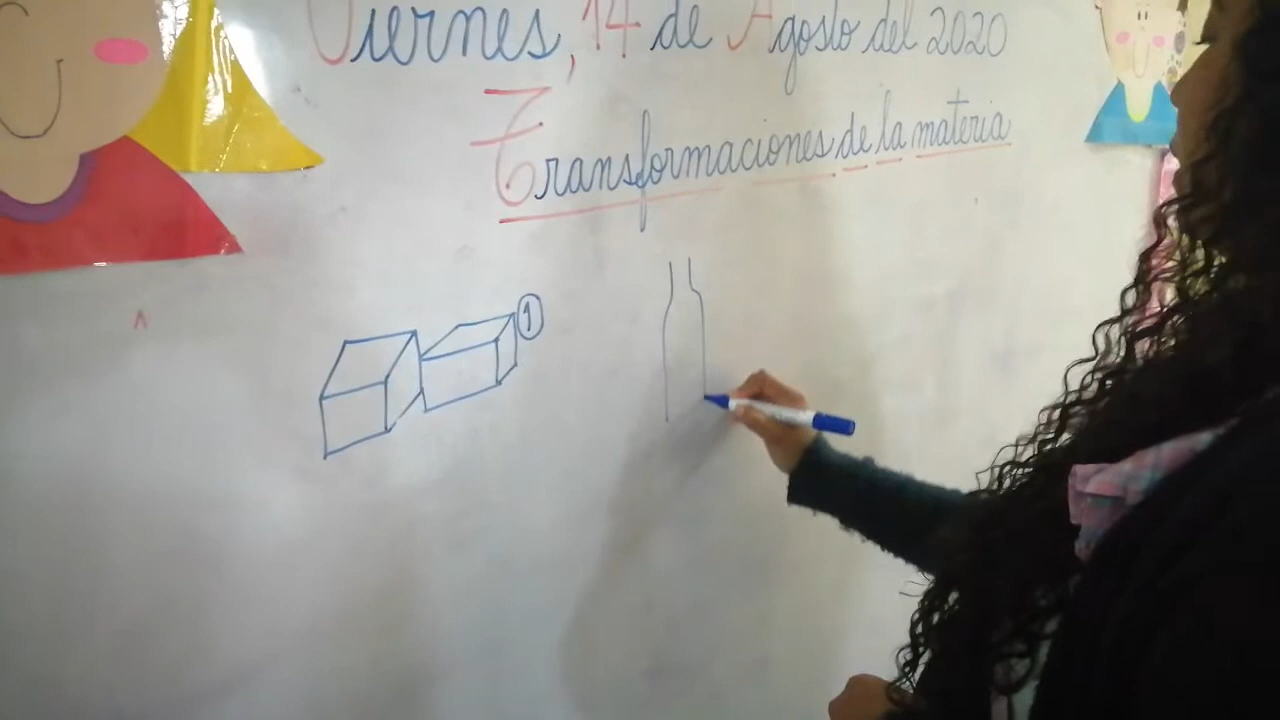 Viernes, 14 de Agosto del 2020
Transformaciones de la materia
1